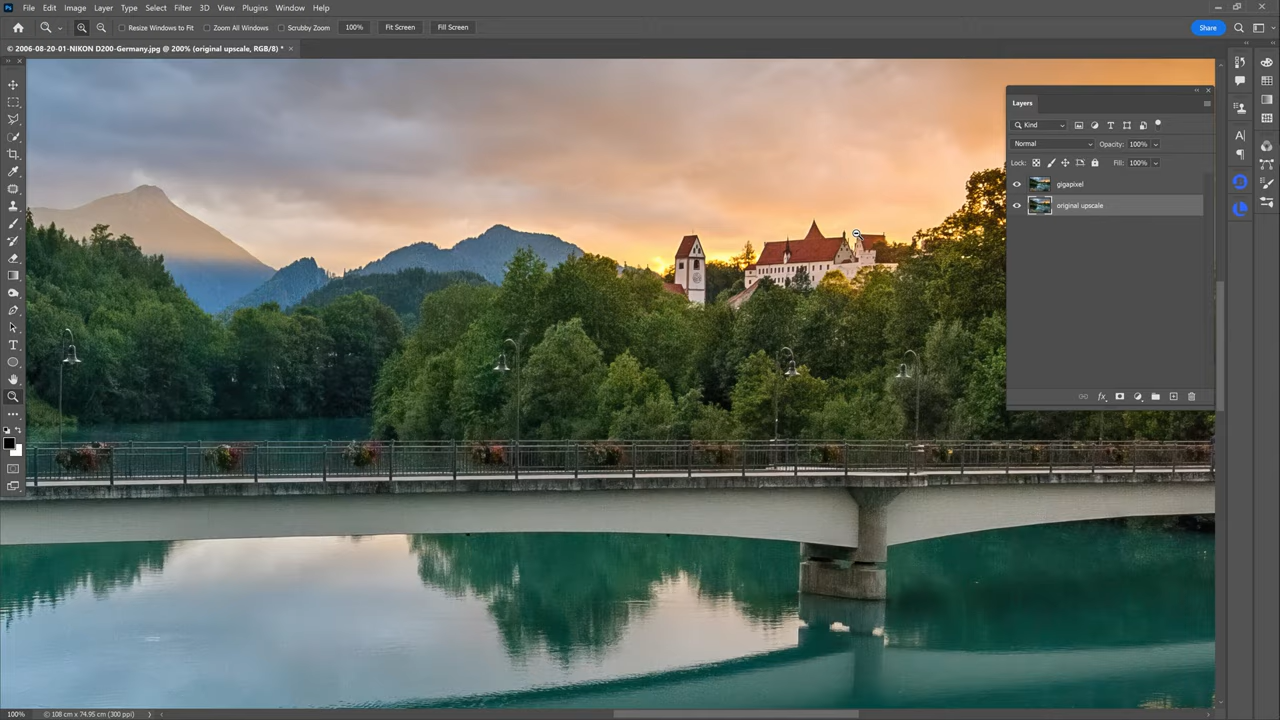 Ps File Edit Image Layer Type Select Filter 3D View Plugins Window Help
Resize Windows to Fit Zoom All Windows Scrubby Zoom 100% Fit Screen Fill Screen Share
© 2006-08-20-01-NIKON D200-Germany.jpg @ 200% (original upscale, RGB/8) * ×
Layers
Kind
Normal Opacity: 100%
Lock: Fill: 100%
gigapixel
original upscale
fx
100% © 108 cm x 74.95 cm (300 ppi)